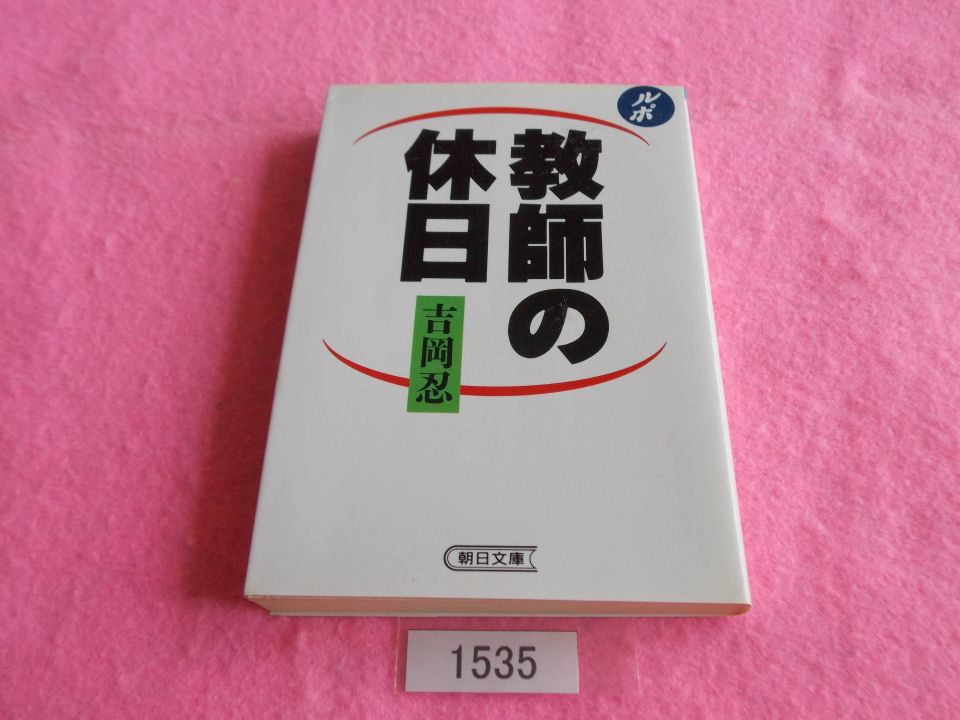 ルポ
教師の
休日
吉岡忍
朝日文庫
1535